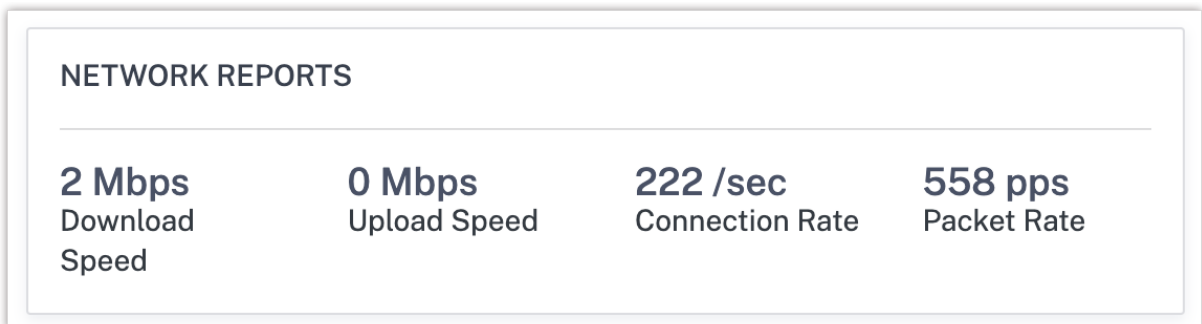 NETWORK REPORTS
2 Mbps
Download
Speed
0 Mbps
Upload Speed
222 /sec
Connection Rate
558 pps
Packet Rate